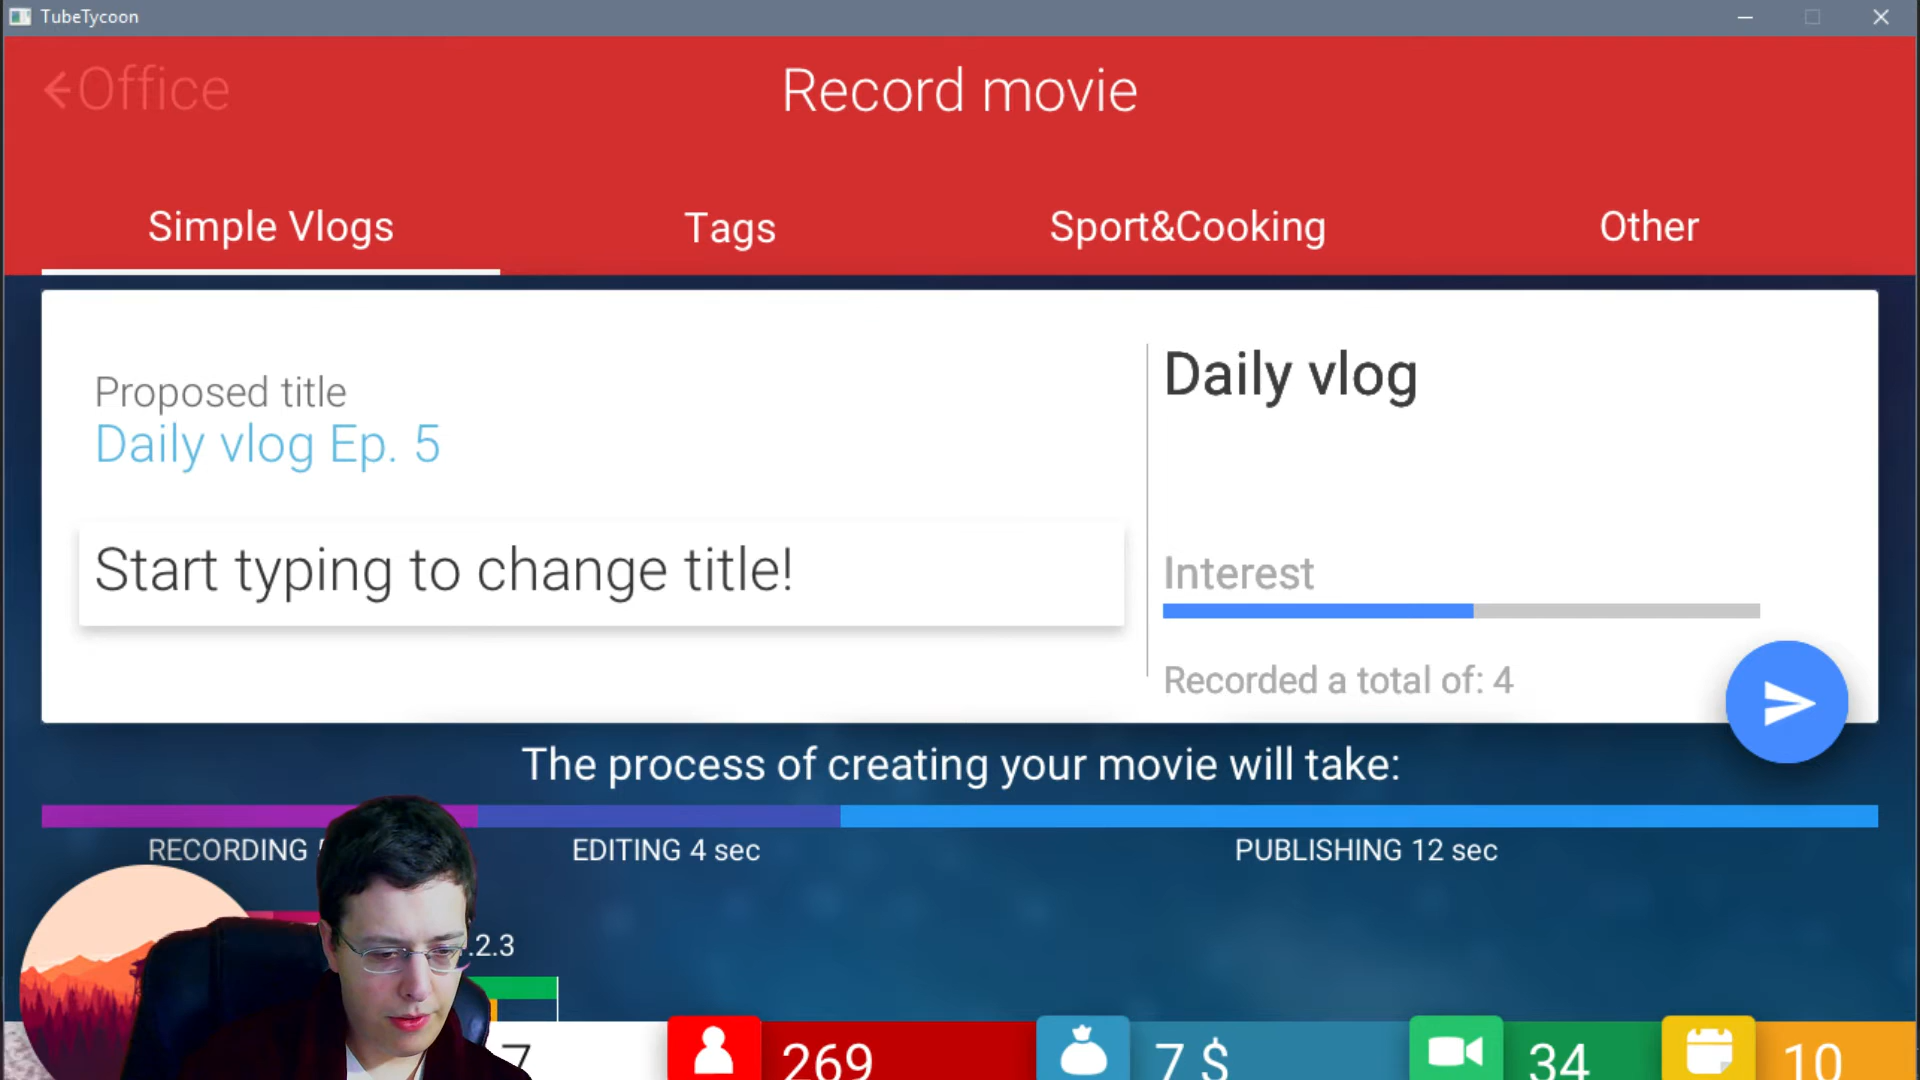 TubeTycoon
Office
Record movie
Simple Vlogs
Tags
Sport&Cooking
Other
Proposed title
Daily vlog Ep. 5
Start typing to change title!
Daily vlog
Interest
Recorded a total of: 4
The process of creating your movie will take:
RECORDING
EDITING 4 sec
PUBLISHING 12 sec
.2.3
7
269
7 $
34
10